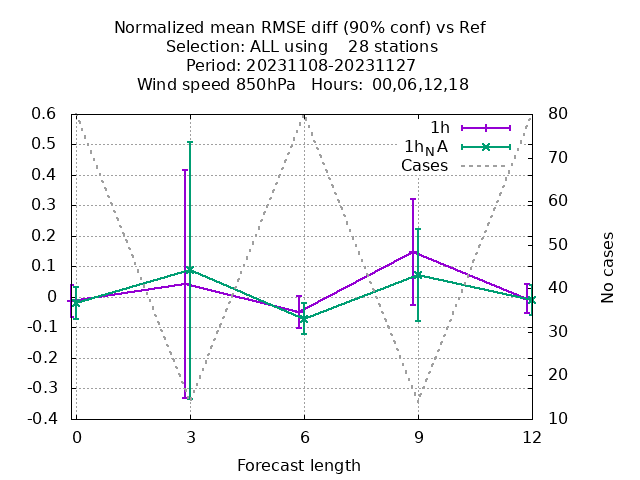 Normalized mean RMSE diff (90% conf) vs Ref
Selection: ALL using    28 stations
Period: 20231108-20231127
Wind speed 850hPa   Hours: 00,06,12,18
1h
1h_N A
Cases
0.6
0.5
0.4
0.3
0.2
0.1
0
-0.1
-0.2
-0.3
-0.4
80
70
60
50
40
30
20
10
No cases
0 3 6 9 12
Forecast length